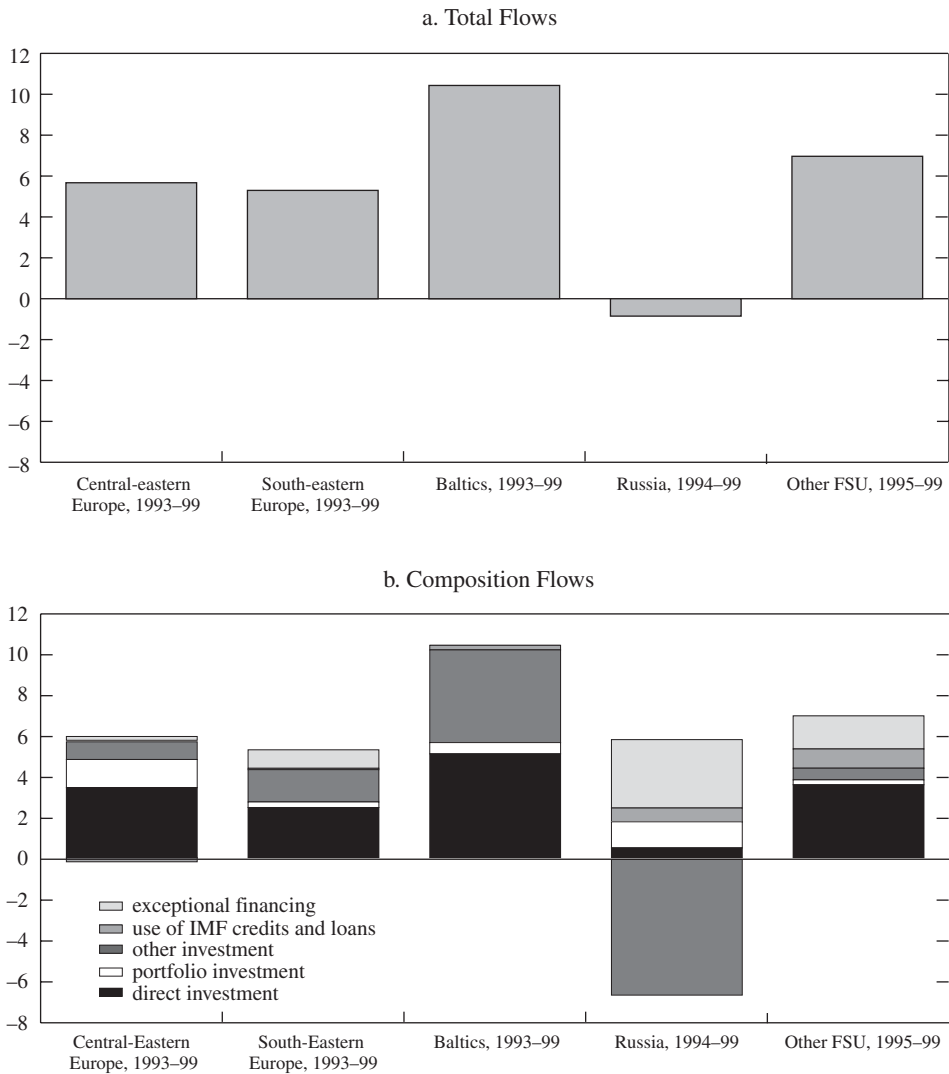 a. Total Flows
12
10
8
6
4
2
0
–2
–4
–6
–8
Central-eastern
Europe, 1993–99
South-eastern
Europe, 1993–99
Baltics, 1993–99
Russia, 1994–99
Other FSU, 1995–99
b. Composition Flows
12
10
8
6
4
2
0
–2
–4
–6
–8
exceptional financing
use of IMF credits and loans
other investment
portfolio investment
direct investment
Central-Eastern
Europe, 1993–99
South-Eastern
Europe, 1993–99
Baltics, 1993–99
Russia, 1994–99
Other FSU, 1995–99